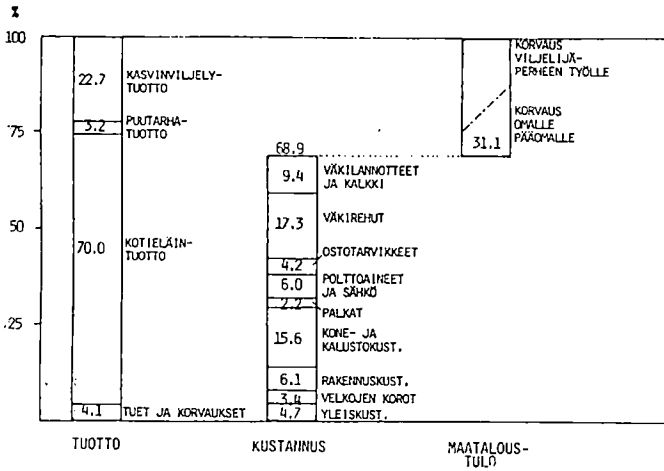 %
100
75
50
.25
22.7
KASVINVILJELY-
TUOTTO
3.2
PUUTARHA-
TUOTTO
70.0
KOTIELÄIN-
TUOTTO
4.1
TUET JA KORVAUKSET
TUOTTO
68.9
9.4
VÄKILANNOTTEET
JA KALKKI
17.3
VÄKIREHUT
4.2
OSTOTARVIKKEET
6.0
POLTTOAINEET
JA SÄHKÖ
2.2
PALKAT
15.6
KONE- JA
KALUSTOKUST.
6.1
RAKENNUSKUST.
3.4
VELKOJEN KOROT
4.7
YLEISKUST.
KUSTANNUS
KORVAUS
VILJELIJÄ-
PERHEEN TYÖLLE
KORVAUS
OMALLE
PÄÄOMALLE
31.1
MAATALOUS-
TULO